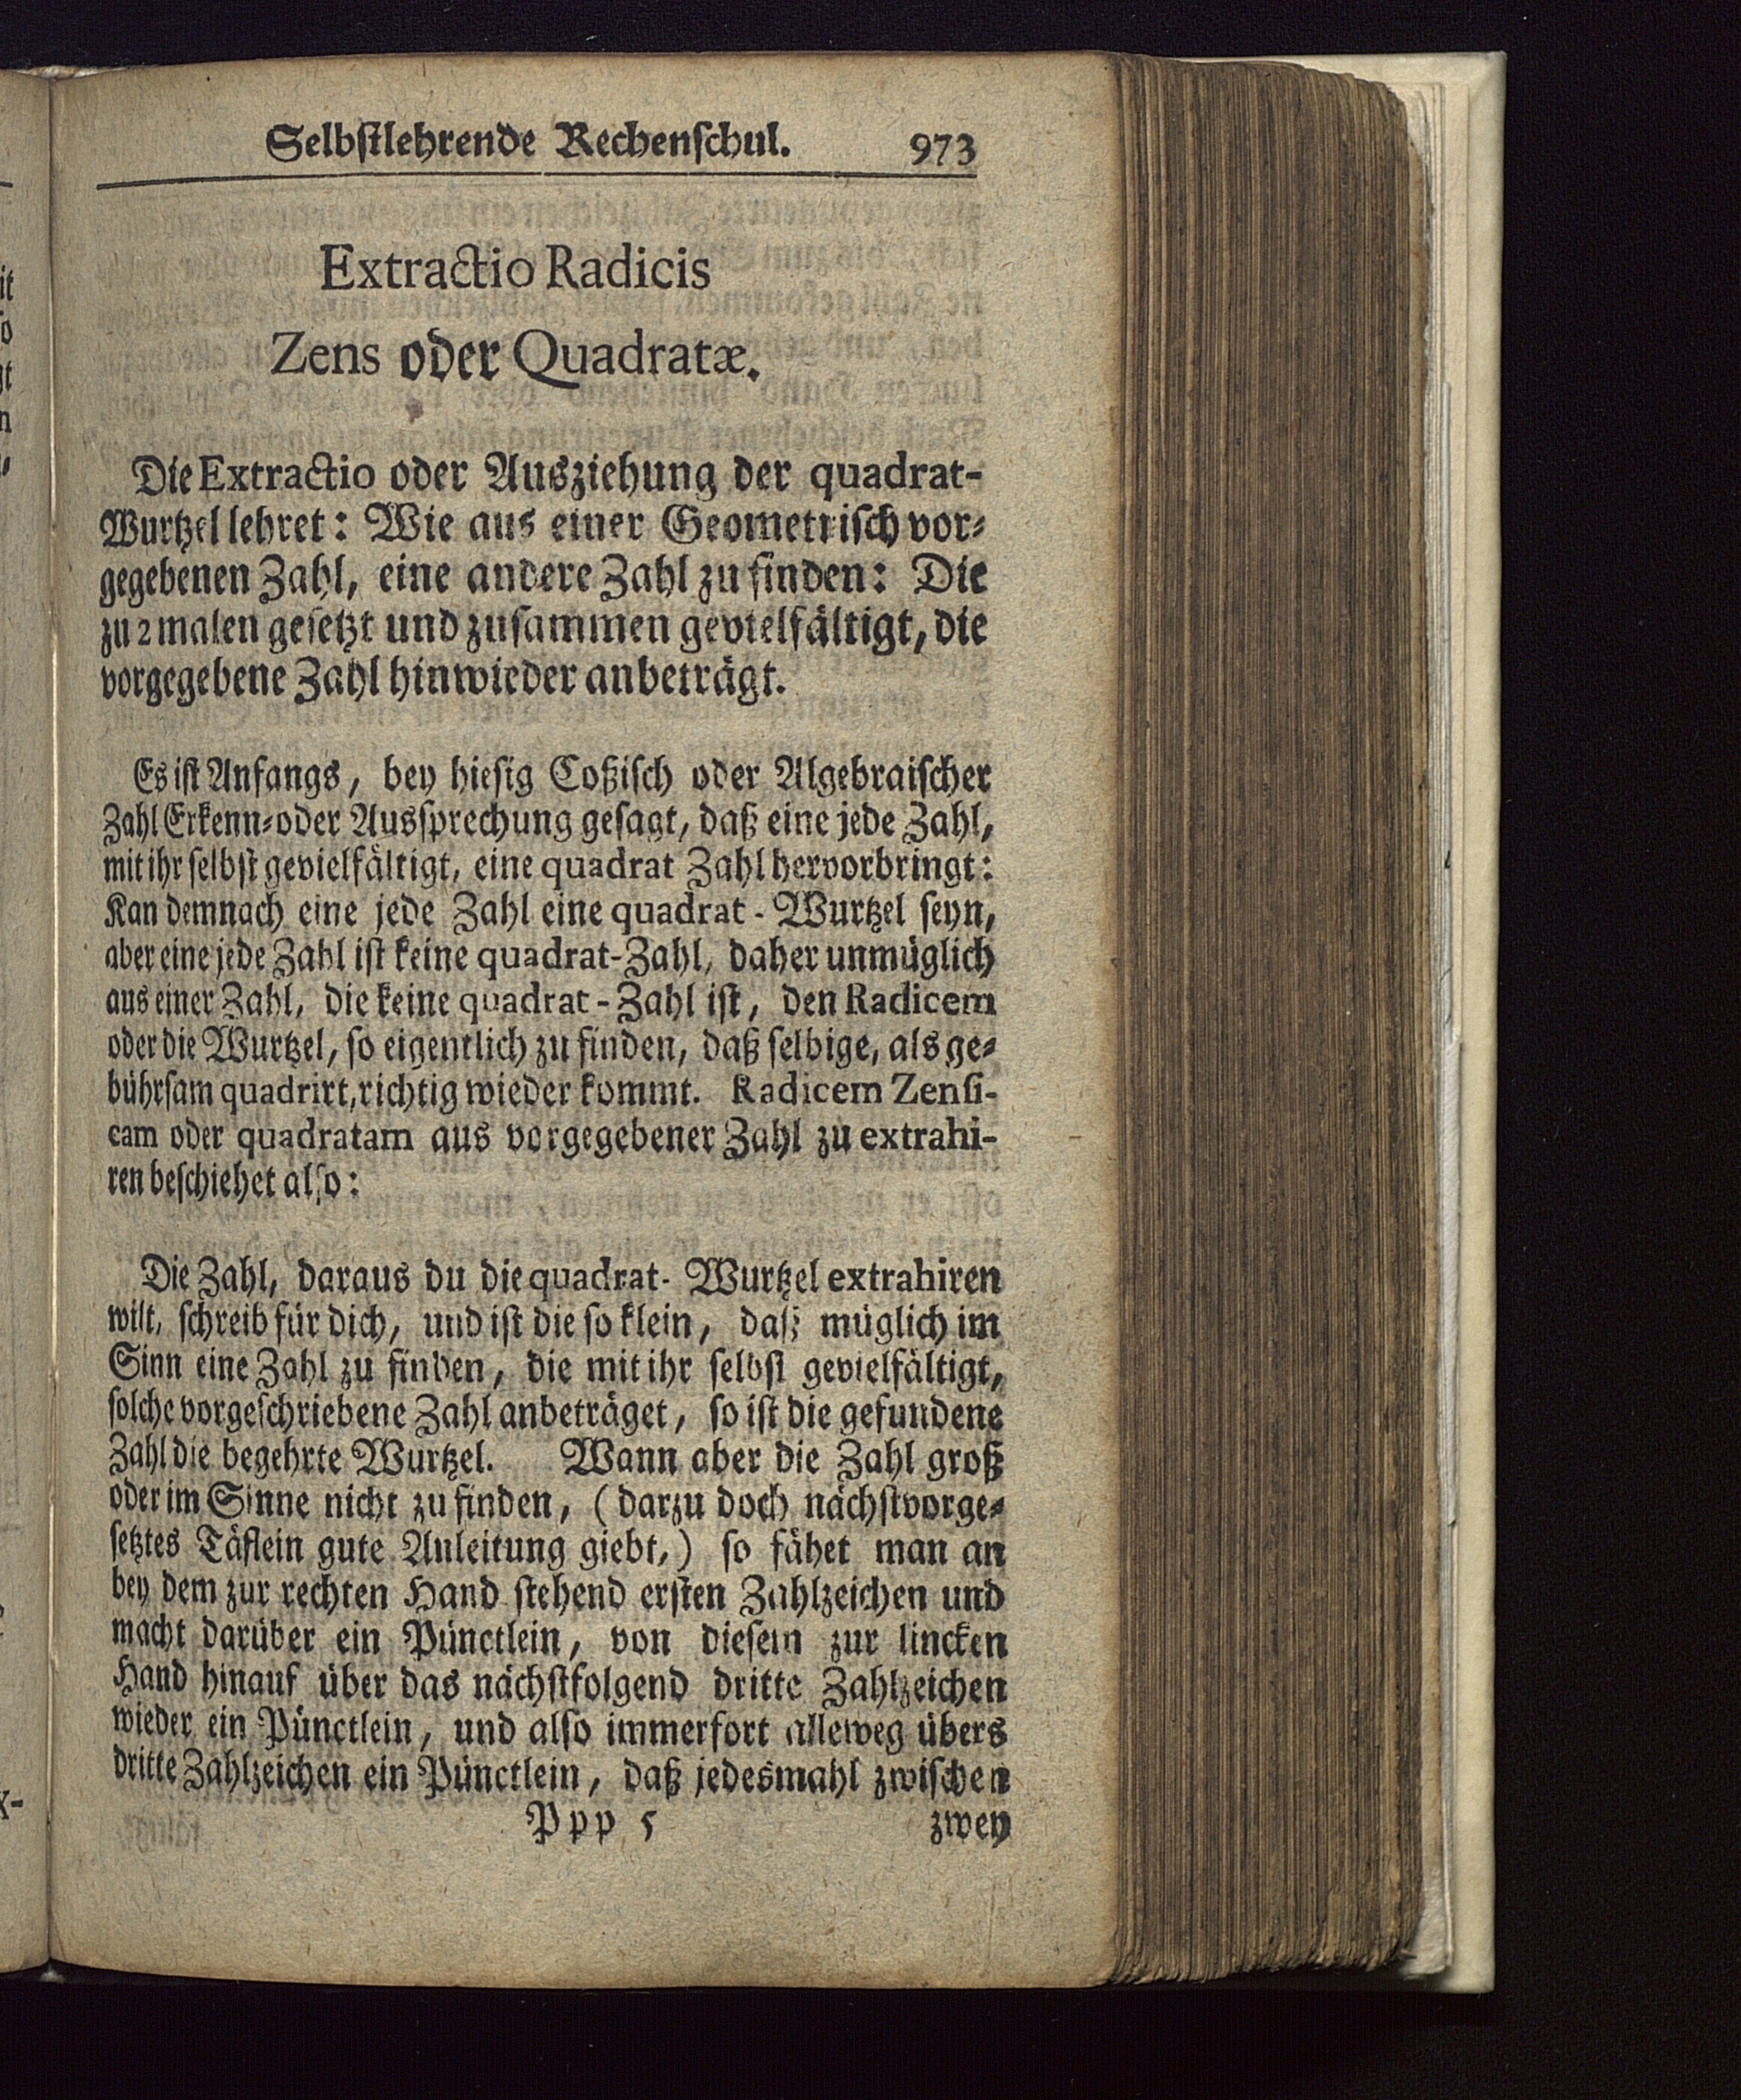 Selbſtlehrende Rechenſchul. 973
Extractio Radicis
Zens oder Quadratæ.
Die Extractio oder Ausziehung der quadrat-
Wurtzel lehret: Wie aus einer Geometriſch vor-
gegebenen Zahl, eine andere Zahl zu finden: Die
zu 2 malen geſetzt und zuſammen gevielfältigt, die
vorgegebene Zahl hinwieder anbeträgt.
Es iſt Anfangs, bey hieſig Coßiſch oder Algebraiſcher
Zahl Erkenn-oder Ausſprechung geſagt, daß eine jede Zahl,
mit ihr ſelbſt gevielfältigt, eine quadrat Zahl hervorbringt:
Kan demnach eine jede Zahl eine quadrat - Wurtzel ſeyn,
aber eine jede Zahl iſt keine quadrat-Zahl, daher unmüglich
aus einer Zahl, die keine quadrat - Zahl iſt, den Radicem
oder die Wurtzel, ſo eigentlich zu finden, daß ſelbige, als ge-
bührſam quadrirt, richtig wieder kommt. Radicem Zenſi-
cam oder quadratam aus vorgegebener Zahl zu extrahi-
ren beſchiehet alſo:
Die Zahl, daraus du die quadrat- Wurtzel extrahiren
wilt, ſchreib für dich, und iſt die ſo klein, daß müglich im
Sinn eine Zahl zu finden, die mit ihr ſelbſt gevielfältigt,
ſolche vorgeſchriebene Zahl anbeträget, ſo iſt die gefundene
Zahl die begehrte Wurtzel. Wann aber die Zahl groß
oder im Sinne nicht zu finden, (darzu doch nächſtvorge-
ſetztes Täflein gute Anleitung giebt,) ſo fähet man an
bey dem zur rechten Hand ſtehend erſten Zahlzeichen und
macht darüber ein Pünctlein, von dieſem zur lincken
Hand hinauf über das nächſtfolgend dritte Zahlzeichen
wieder ein Pünctlein, und alſo immerfort alleweg übers
dritte Zahlzeichen ein Pünctlein, daß jedesmahl zwiſchen
Ppp 5 zwey